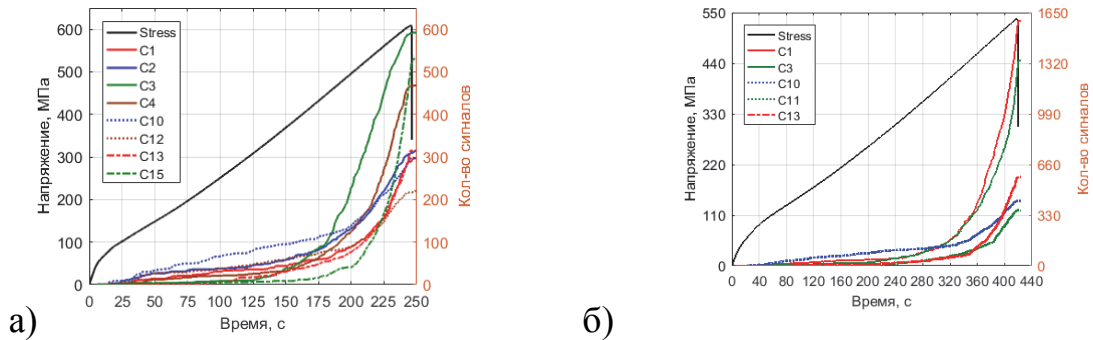 Напряжение, МПа
600
500
400
300
200
100
0
Stress
C1
C2
C3
C4
C10
C12
C13
C15
600
500
400
300
200
100
0
Кол-во сигналов
0 25 50 75 100 125 150 175 200 225 250
Время, с
а)
Напряжение, МПа
550
440
330
220
110
0
Stress
C1
C3
C10
C11
C13
1650
1320
990
660
330
0
Кол-во сигналов
0 40 80 120 160 200 240 280 320 360 400 440
Время, с
б)